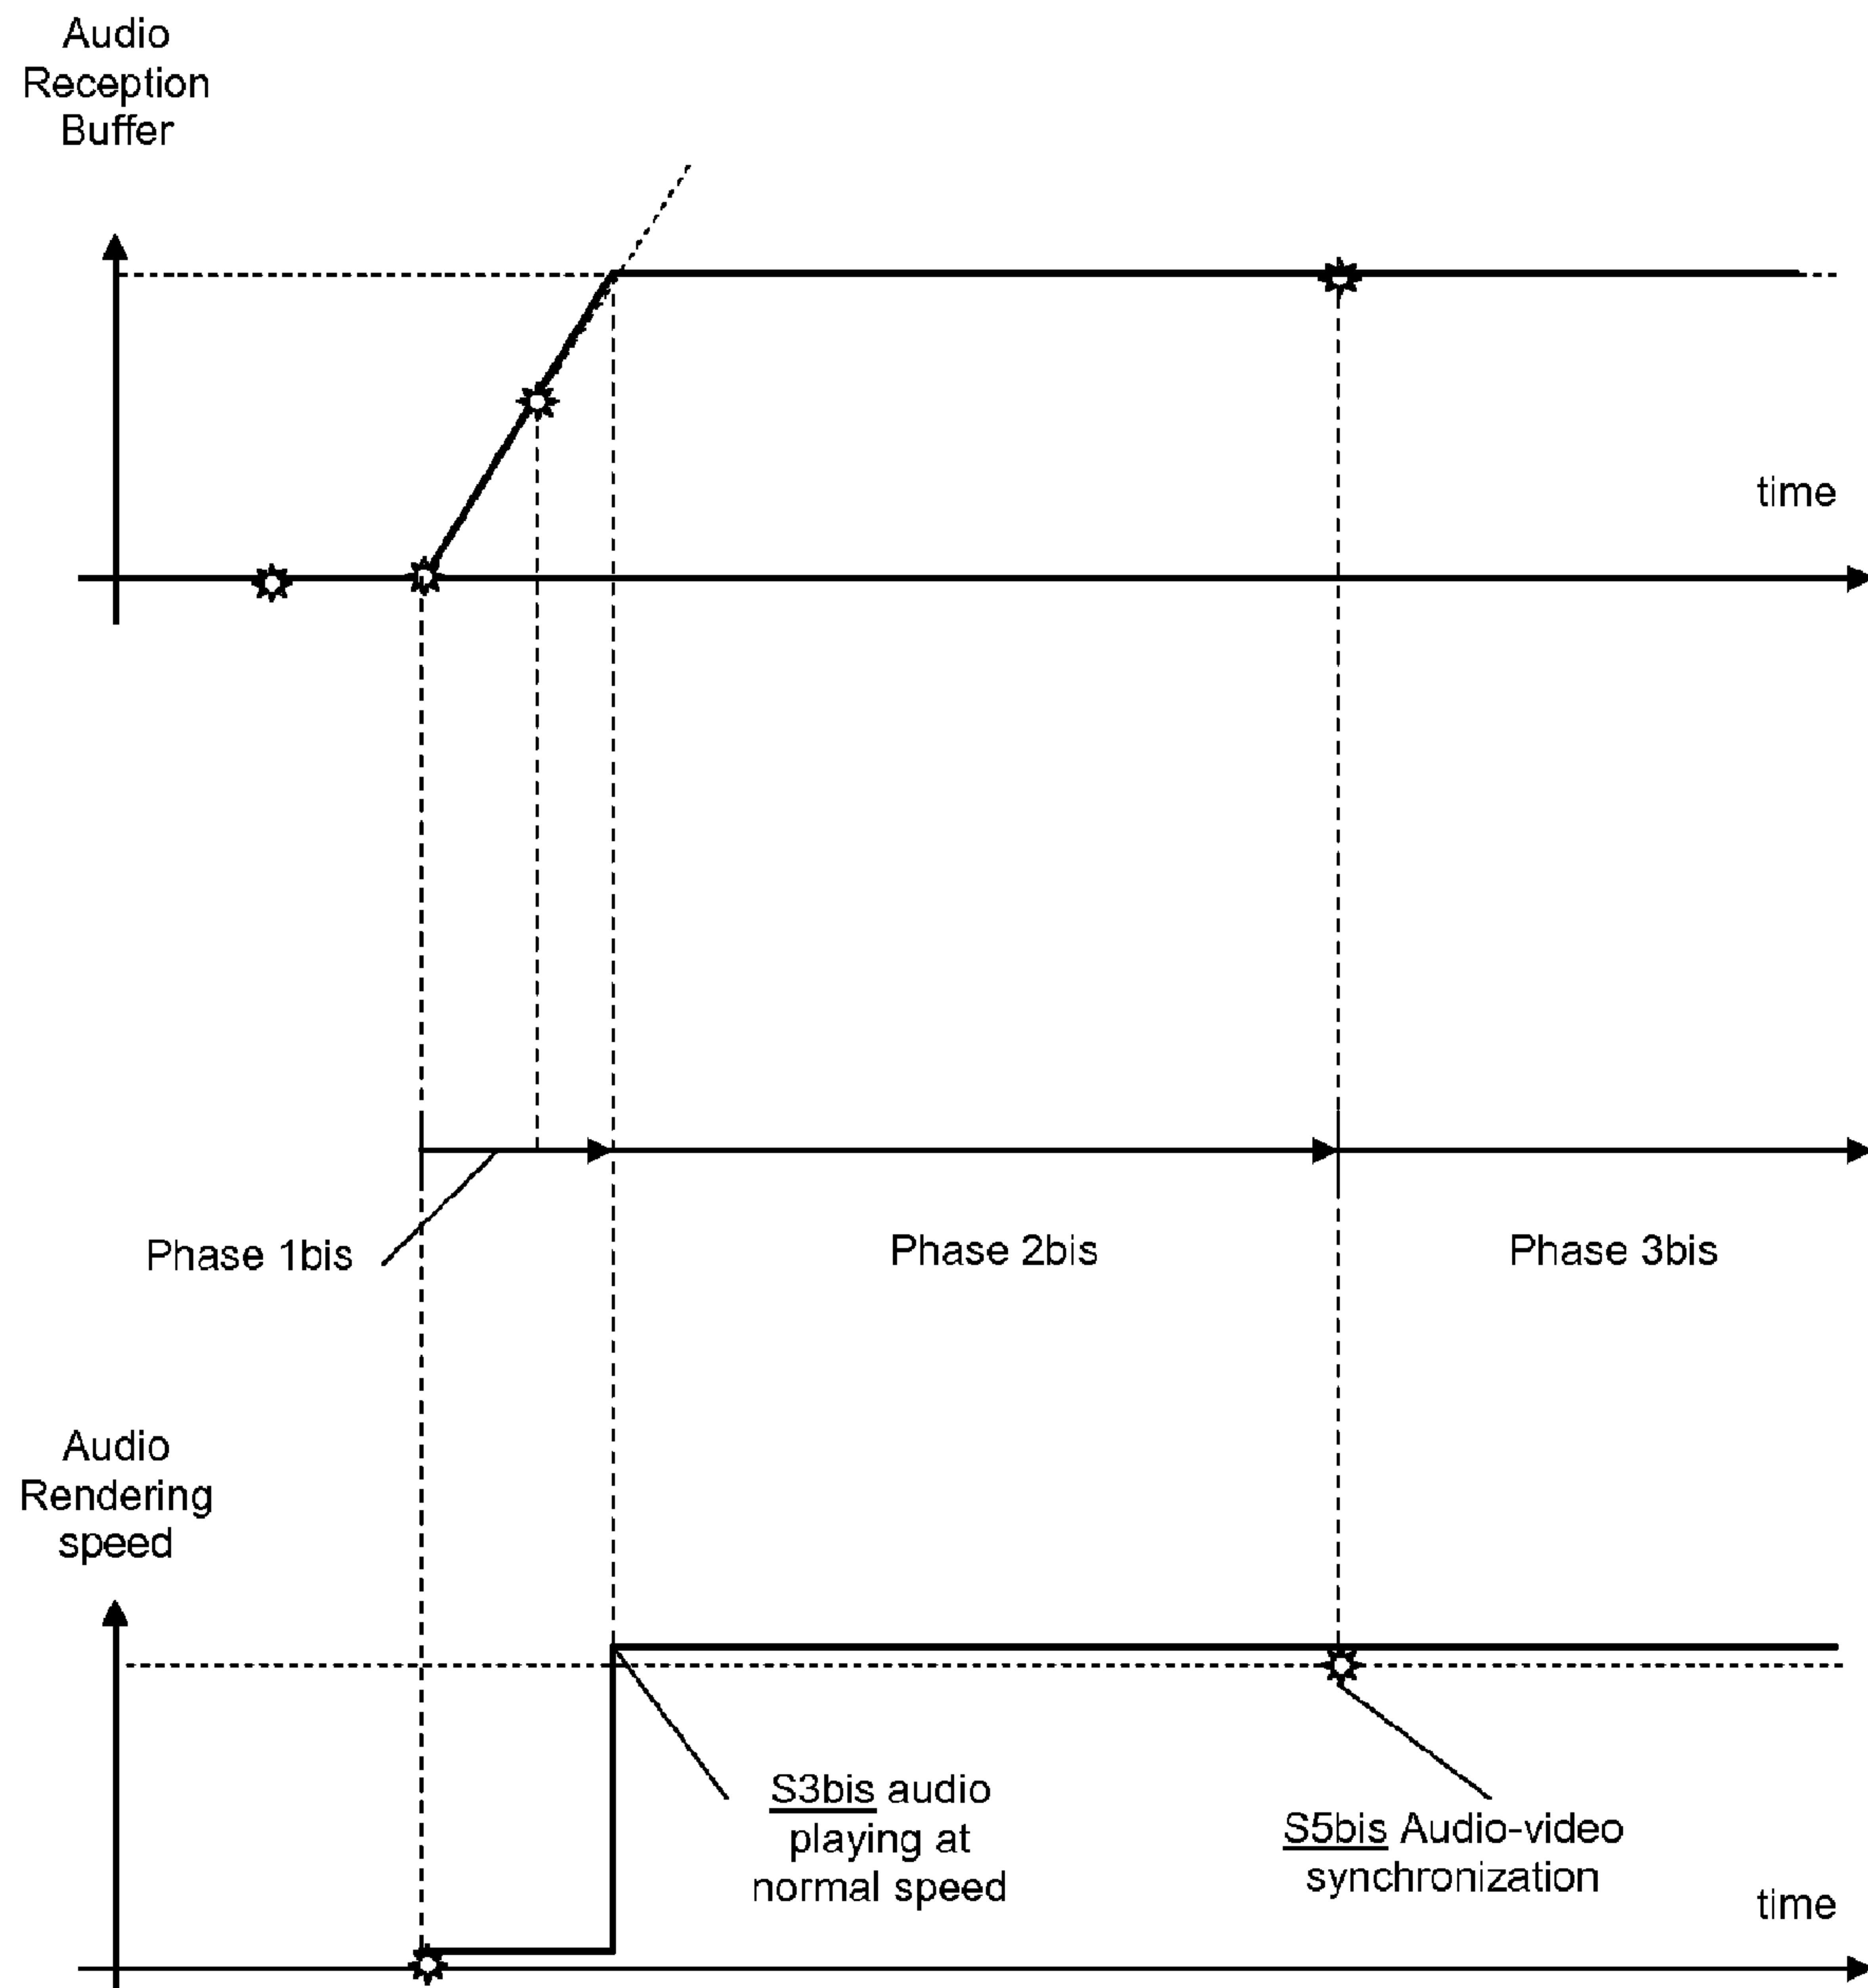 Audio
Reception
Buffer
time
Phase 1bis
Phase 2bis
Phase 3bis
Audio
Rendering
speed
S3bis audio
playing at
normal speed
S5bis Audio-video
synchronization
time